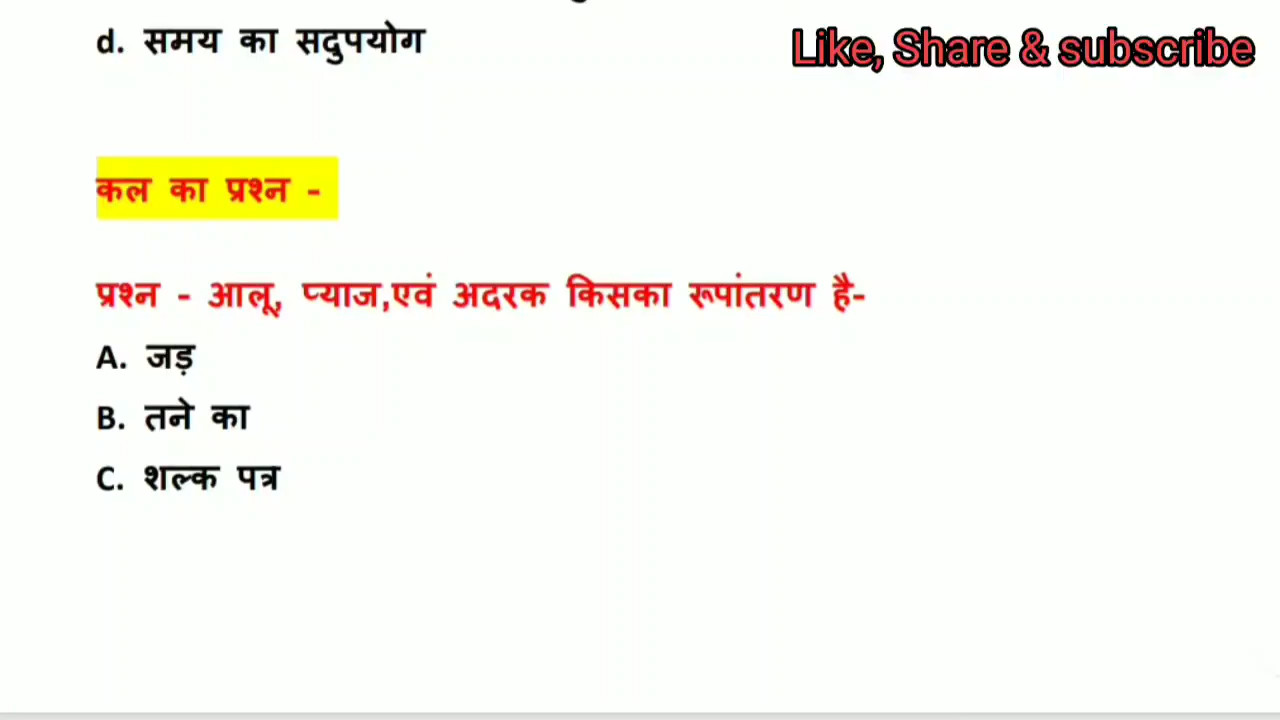 d. समय का सदुपयोग
Like, Share & subscribe
कल का प्रश्न -
प्रश्न - आलू, प्याज,एवं अदरक किसका रूपांतरण है-
A. जड़
B. तने का
C. शल्क पत्र